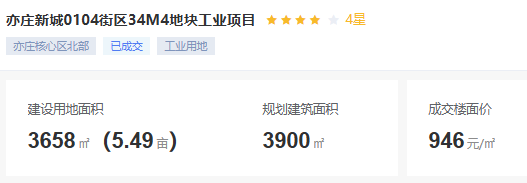 亦庄新城0104街区34M4地块工业项目 ★★★★★ 4星
亦庄核心区北部 已成交 工业用地
建设用地面积 规划建筑面积 成交楼面价
3658㎡ (5.49亩) 3900㎡ 946元/㎡